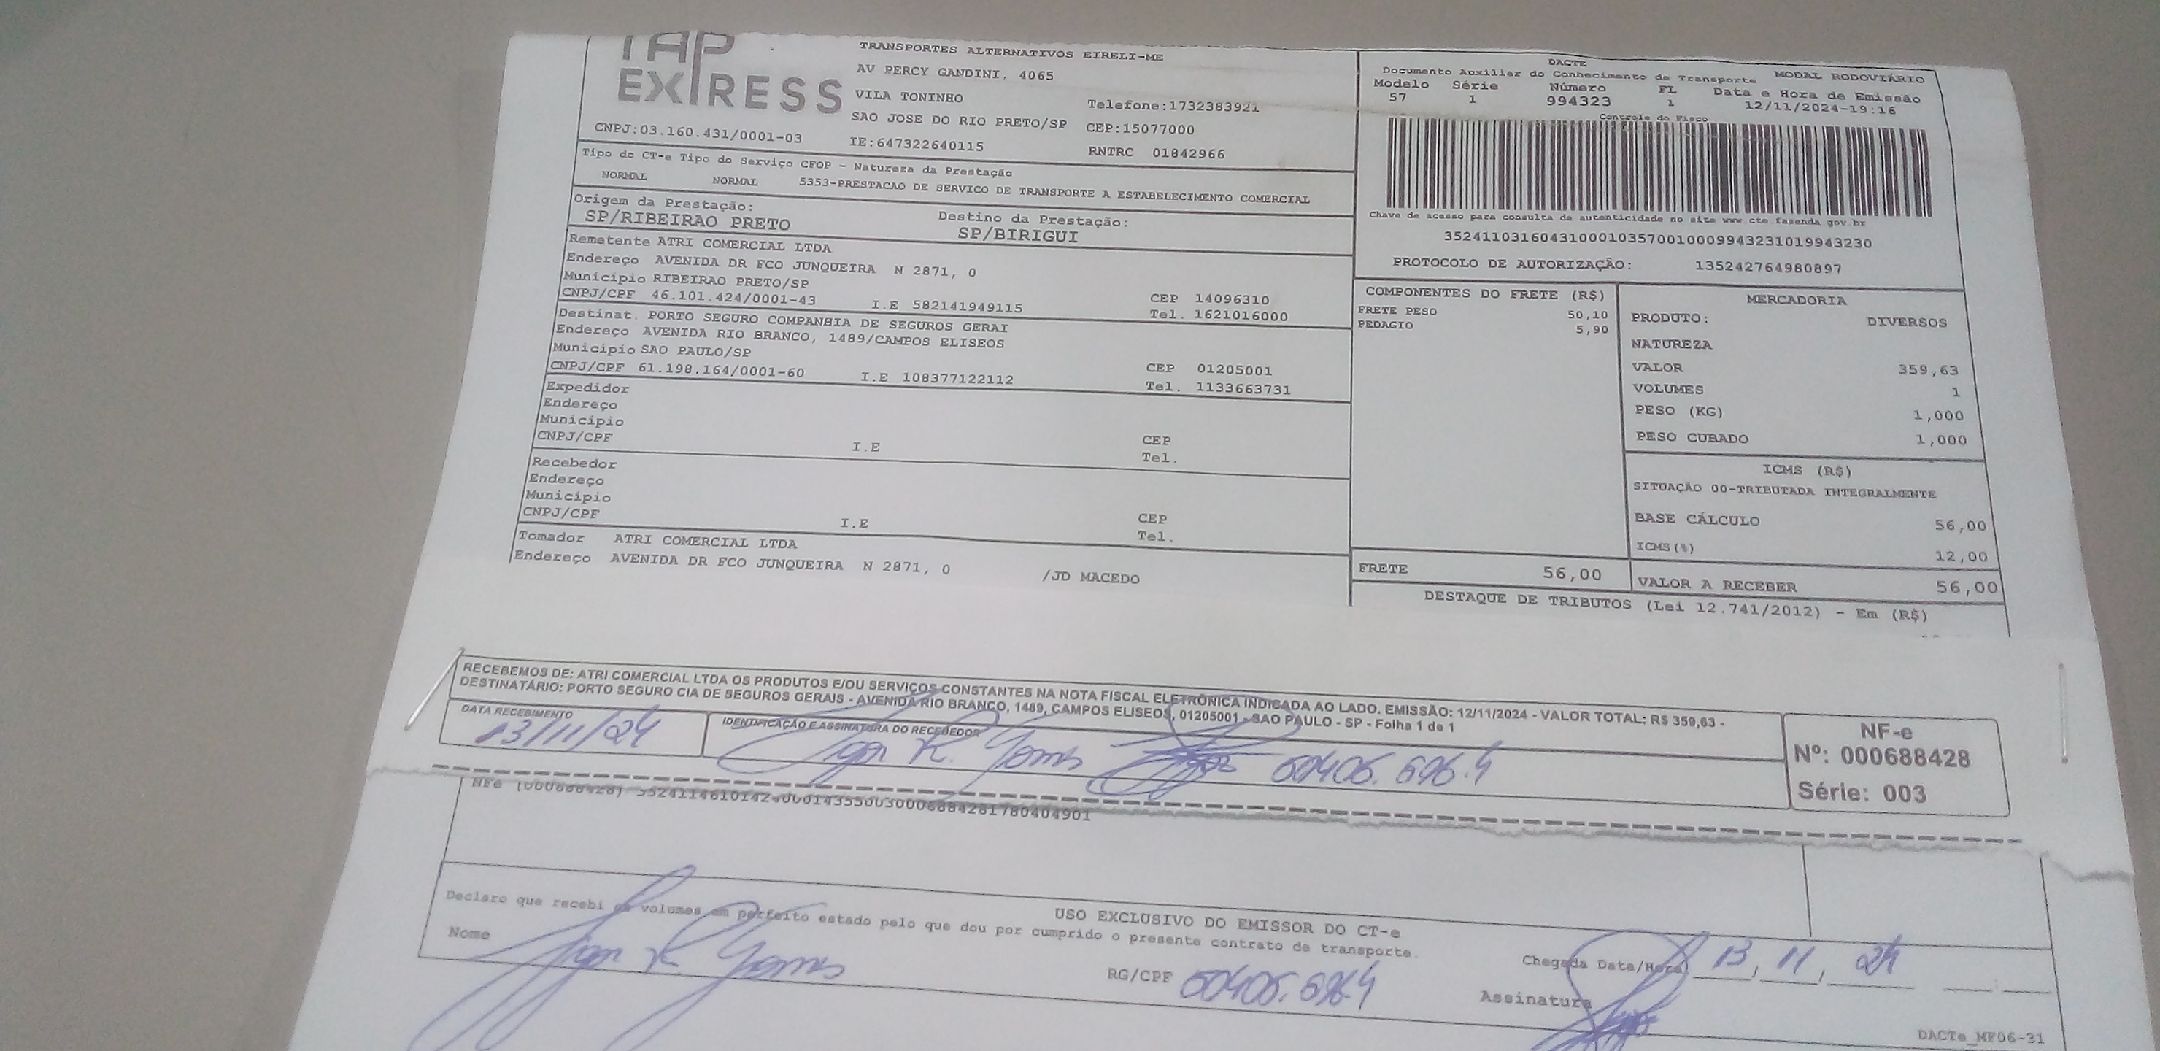 TAP
EXPRESS
TRANSPORTES ALTERNATIVOS EIRELI-ME
AV PERCY GANDINI, 4065
VILA TONINHO
Telefone:1732383921
SAO JOSE DO RIO PRETO/SP CEP:15077000
CNPJ:03.160.431/0001-03 IE:647322640115 RNTRC 01842966
DACTE
Documento Auxiliar do Conhecimento de Transporte MODAL RODOVIÁRIO
Modelo Série Número FL Data e Hora de Emissão
57 1 994323 1 12/11/2024-19:16
Controle do Fisco
Chave de acesso para consulta de autenticidade no site www.cte.fazenda.gov.br
35241103160431000103570010009943231019943230
PROTOCOLO DE AUTORIZAÇÃO: 135242764980897
Tipo de CT-e Tipo do Serviço CFOP - Natureza da Prestação
NORMAL NORMAL 5353-PRESTACAO DE SERVICO DE TRANSPORTE A ESTABELECIMENTO COMERCIAL
Origem da Prestação: Destino da Prestação:
SP/RIBEIRAO PRETO SP/BIRIGUI
Remetente ATRI COMERCIAL LTDA
Endereço AVENIDA DR FCO JUNQUEIRA N 2871, 0
Município RIBEIRAO PRETO/SP CEP 14096310
CNPJ/CPF 46.101.424/0001-43 I.E 582141949115 Tel. 1621016000
Destinat. PORTO SEGURO COMPANHIA DE SEGUROS GERAI
Endereço AVENIDA RIO BRANCO, 1489/CAMPOS ELISEOS
Município SAO PAULO/SP CEP 01205001
CNPJ/CPF 61.198.164/0001-60 I.E 108377122112 Tel. 1133663731
Expedidor
Endereço
Município CEP
CNPJ/CPF I.E Tel.
Recebedor
Endereço
Município CEP
CNPJ/CPF I.E Tel.
Tomador ATRI COMERCIAL LTDA
Endereço AVENIDA DR FCO JUNQUEIRA N 2871, 0 /JD MACEDO
COMPONENTES DO FRETE (R$)
FRETE PESO 50,10
PEDAGIO 5,90
FRETE 56,00
MERCADORIA
PRODUTO: DIVERSOS
NATUREZA
VALOR 359,63
VOLUMES 1
PESO (KG) 1,000
PESO CUBADO 1,000
ICMS (R$)
SITUAÇÃO 00-TRIBUTADA INTEGRALMENTE
BASE CÁLCULO 56,00
ICMS(%) 12,00
VALOR A RECEBER 56,00
DESTAQUE DE TRIBUTOS (Lei 12.741/2012) - Em (R$)
RECEBEMOS DE: ATRI COMERCIAL LTDA OS PRODUTOS E/OU SERVIÇOS CONSTANTES NA NOTA FISCAL ELETRÔNICA INDICADA AO LADO. EMISSÃO: 12/11/2024 - VALOR TOTAL: R$ 359,63 -
DESTINATÁRIO: PORTO SEGURO CIA DE SEGUROS GERAIS - AVENIDA RIO BRANCO, 1489, CAMPOS ELISEOS, 01205001 - SAO PAULO - SP - Folha 1 de 1
DATA RECEBIMENTO IDENTIFICAÇÃO E ASSINATURA DO RECEBEDOR
13/11/24
NF-e
Nº: 000688428
Série: 003
NFe (000688428) 35241146101424000143550030006884281780404901
USO EXCLUSIVO DO EMISSOR DO CT-e
Declaro que recebi os volumes em perfeito estado pelo que dou por cumprido o presente contrato de transporte.
Nome RG/CPF Chegada Data/Hora 13, 11, 24
Assinatura
DACTe_MF06-31